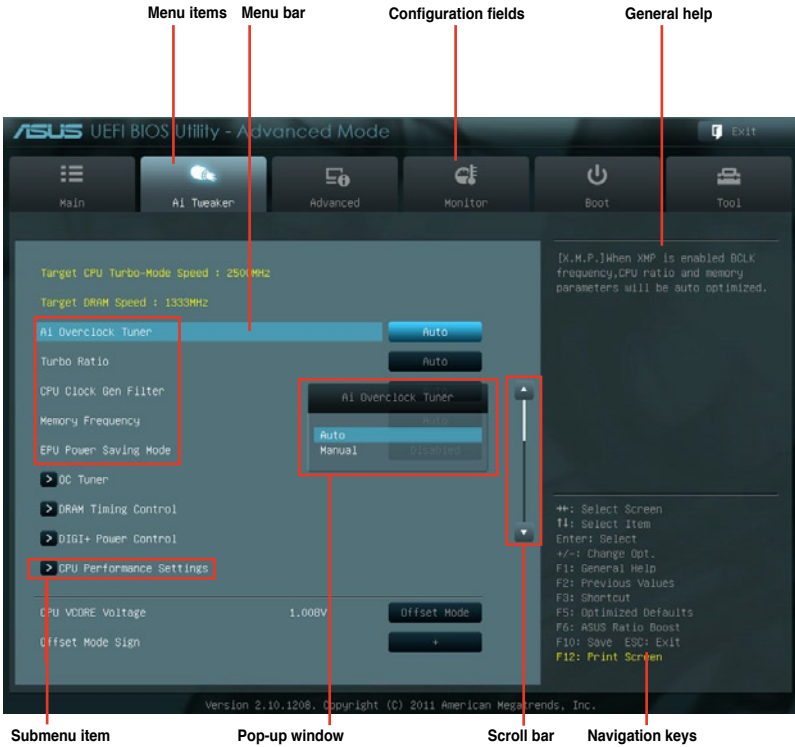 Menu items Menu bar Configuration fields General help
ASUS UEFI BIOS Utility - Advanced Mode Exit
Main Ai Tweaker Advanced Monitor Boot Tool
[X.M.P.]When XMP is enabled BCLK
frequency,CPU ratio and memory
parameters will be auto optimized.
Target CPU Turbo-Mode Speed : 2500MHz
Target DRAM Speed : 1333MHz
Ai Overclock Tuner Auto
Turbo Ratio Auto
CPU Clock Gen Filter
Memory Frequency Auto
EPU Power Saving Mode Disabled
Ai Overclock Tuner
Auto
Manual
> OC Tuner
> DRAM Timing Control
> DIGI+ Power Control
> CPU Performance Settings
CPU VCORE Voltage 1.008V Offset Mode
Offset Mode Sign +
→←: Select Screen
↑↓: Select Item
Enter: Select
+/-: Change Opt.
F1: General Help
F2: Previous Values
F3: Shortcut
F5: Optimized Defaults
F6: ASUS Ratio Boost
F10: Save ESC: Exit
F12: Print Screen
Version 2.10.1208. Copyright (C) 2011 American Megatrends, Inc.
Submenu item Pop-up window Scroll bar Navigation keys